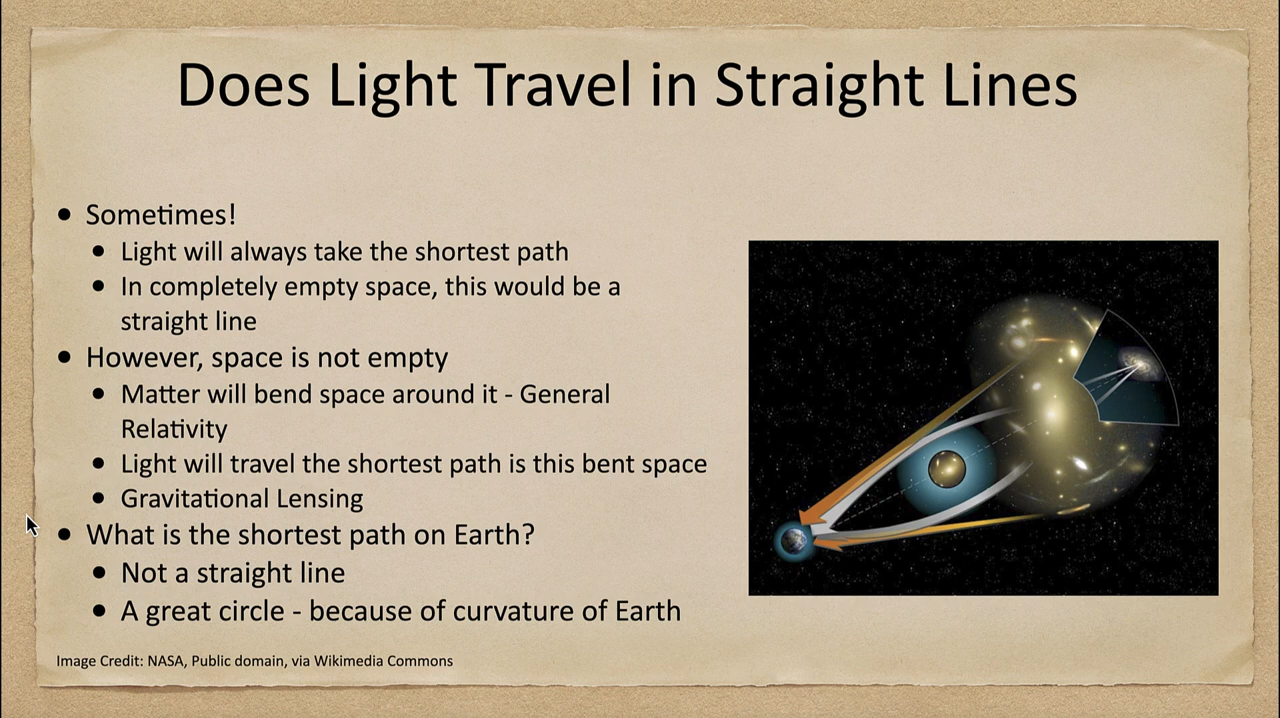 Does Light Travel in Straight Lines
• Sometimes!
• Light will always take the shortest path
• In completely empty space, this would be a
straight line
• However, space is not empty
• Matter will bend space around it - General
Relativity
• Light will travel the shortest path is this bent space
• Gravitational Lensing
• What is the shortest path on Earth?
• Not a straight line
• A great circle - because of curvature of Earth
Image Credit: NASA, Public domain, via Wikimedia Commons